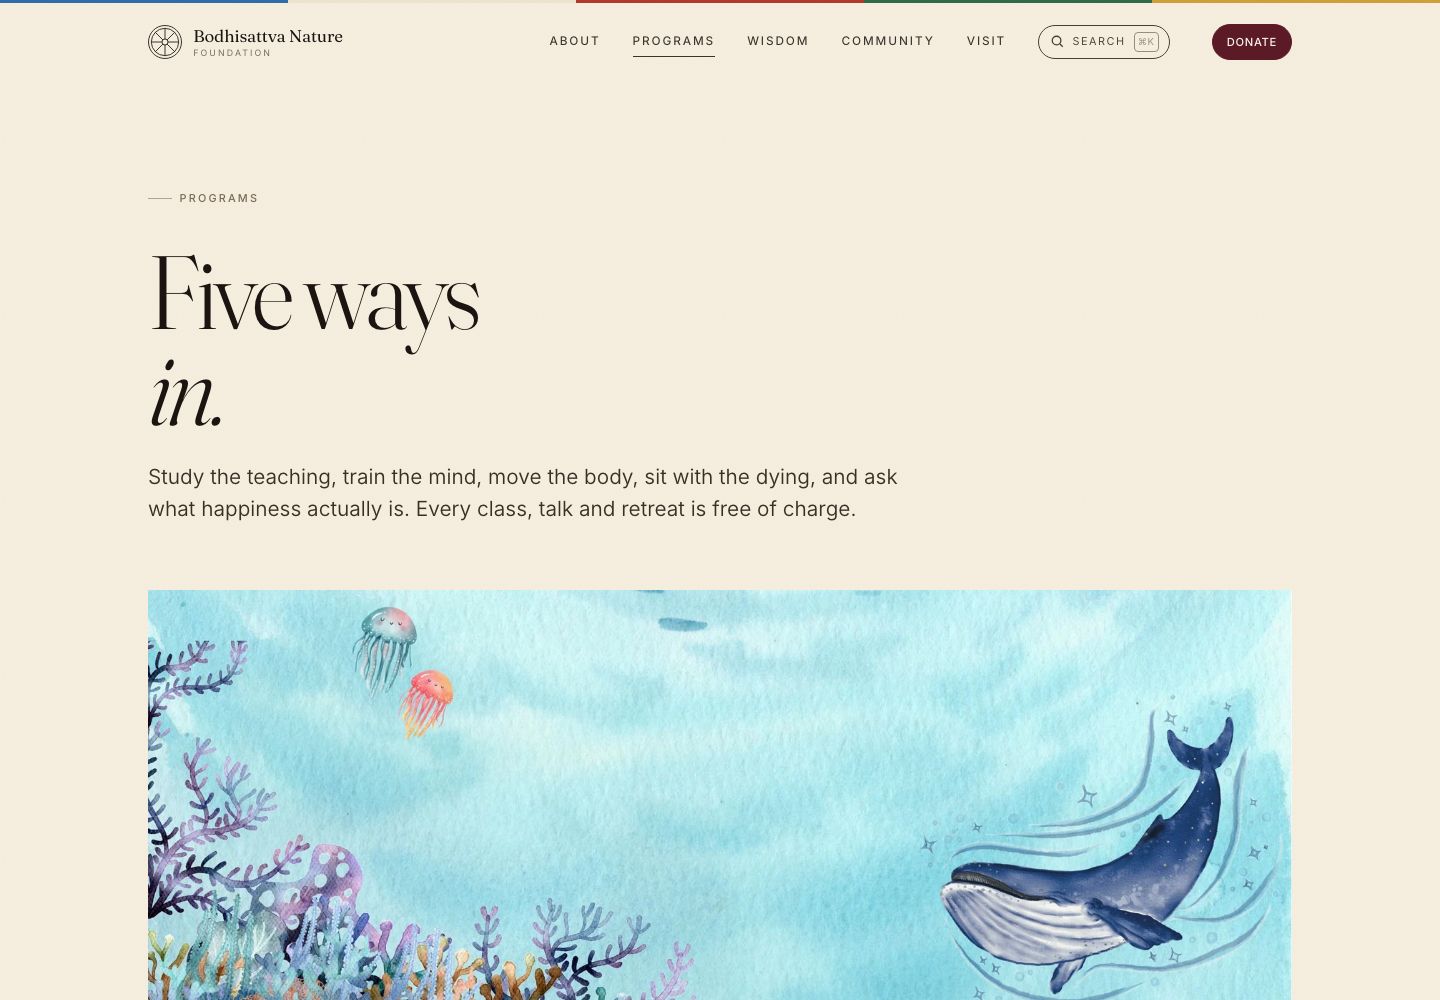 Bodhisattva Nature
FOUNDATION
ABOUT
PROGRAMS
WISDOM
COMMUNITY
VISIT
SEARCH ⌘K
DONATE
PROGRAMS
Five ways
in.
Study the teaching, train the mind, move the body, sit with the dying, and ask
what happiness actually is. Every class, talk and retreat is free of charge.